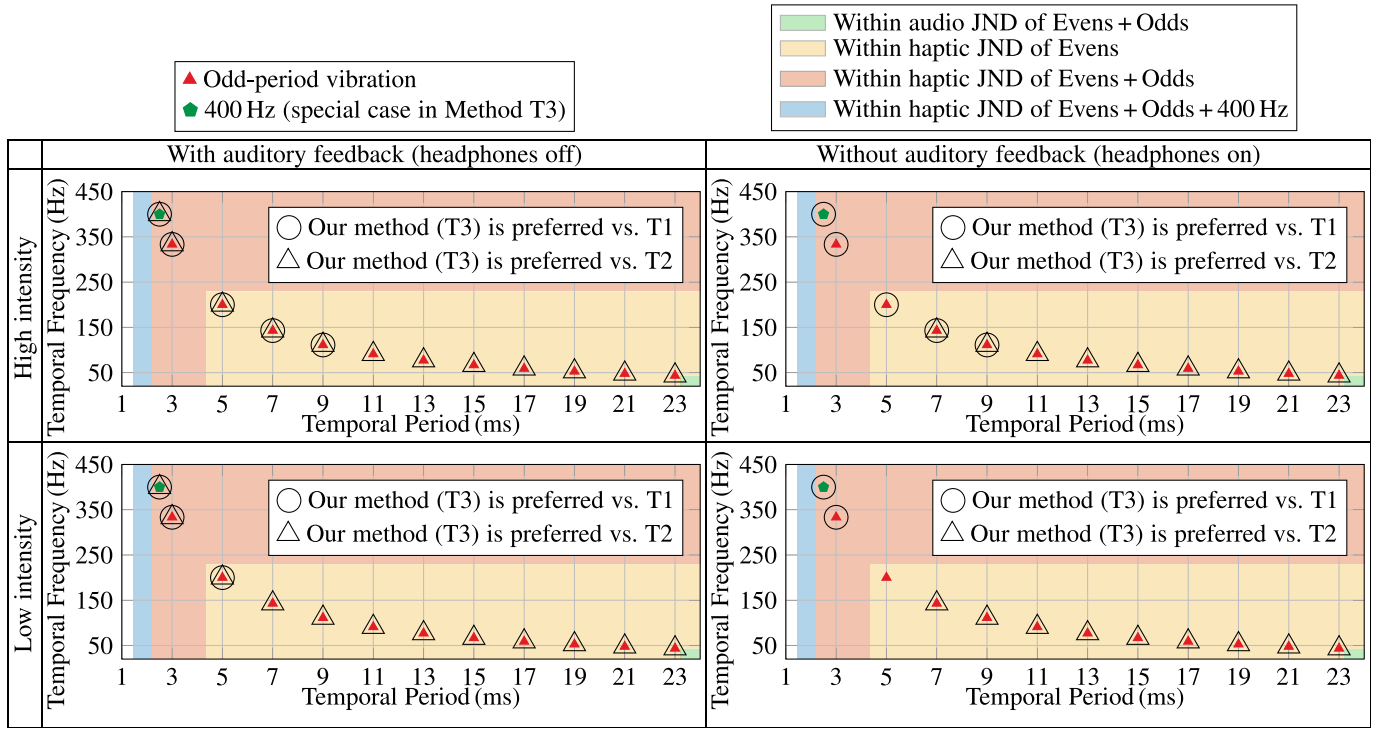 Within audio JND of Evens + Odds
Within haptic JND of Evens
Within haptic JND of Evens + Odds
Within haptic JND of Evens + Odds + 400 Hz
Odd-period vibration
400 Hz (special case in Method T3)
With auditory feedback (headphones off)
Without auditory feedback (headphones on)
High intensity
Temporal Frequency (Hz)
450
350
250
150
50
Our method (T3) is preferred vs. T1
Our method (T3) is preferred vs. T2
1 3 5 7 9 11 13 15 17 19 21 23
Temporal Period (ms)
Temporal Frequency (Hz)
450
350
250
150
50
Our method (T3) is preferred vs. T1
Our method (T3) is preferred vs. T2
1 3 5 7 9 11 13 15 17 19 21 23
Temporal Period (ms)
Low intensity
Temporal Frequency (Hz)
450
350
250
150
50
Our method (T3) is preferred vs. T1
Our method (T3) is preferred vs. T2
1 3 5 7 9 11 13 15 17 19 21 23
Temporal Period (ms)
Temporal Frequency (Hz)
450
350
250
150
50
Our method (T3) is preferred vs. T1
Our method (T3) is preferred vs. T2
1 3 5 7 9 11 13 15 17 19 21 23
Temporal Period (ms)